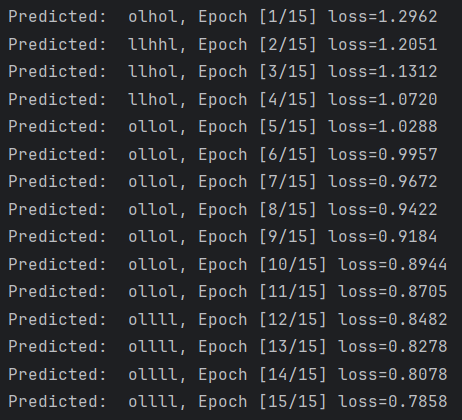 Predicted:  olhol, Epoch [1/15] loss=1.2962
Predicted:  llhhl, Epoch [2/15] loss=1.2051
Predicted:  llhol, Epoch [3/15] loss=1.1312
Predicted:  llhol, Epoch [4/15] loss=1.0720
Predicted:  ollol, Epoch [5/15] loss=1.0288
Predicted:  ollol, Epoch [6/15] loss=0.9957
Predicted:  ollol, Epoch [7/15] loss=0.9672
Predicted:  ollol, Epoch [8/15] loss=0.9422
Predicted:  ollol, Epoch [9/15] loss=0.9184
Predicted:  ollol, Epoch [10/15] loss=0.8944
Predicted:  ollol, Epoch [11/15] loss=0.8705
Predicted:  ollll, Epoch [12/15] loss=0.8482
Predicted:  ollll, Epoch [13/15] loss=0.8278
Predicted:  ollll, Epoch [14/15] loss=0.8078
Predicted:  ollll, Epoch [15/15] loss=0.7858